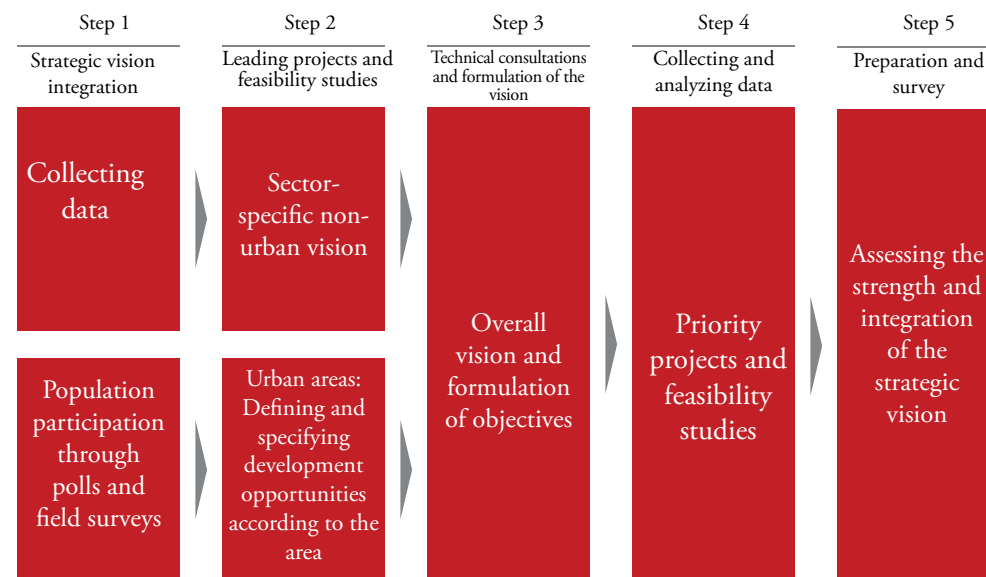 Step 1
Strategic vision
integration
Collecting
data
Population
participation
through
polls and
field surveys
Step 2
Leading projects and
feasibility studies
Sector-
specific non-
urban vision
Urban areas:
Defining and
specifying
development
opportunities
according to the
area
Step 3
Technical consultations
and formulation of the
vision
Overall
vision and
formulation
of objectives
Step 4
Collecting and
analyzing data
Priority
projects and
feasibility
studies
Step 5
Preparation and
survey
Assessing the
strength and
integration
of the
strategic
vision